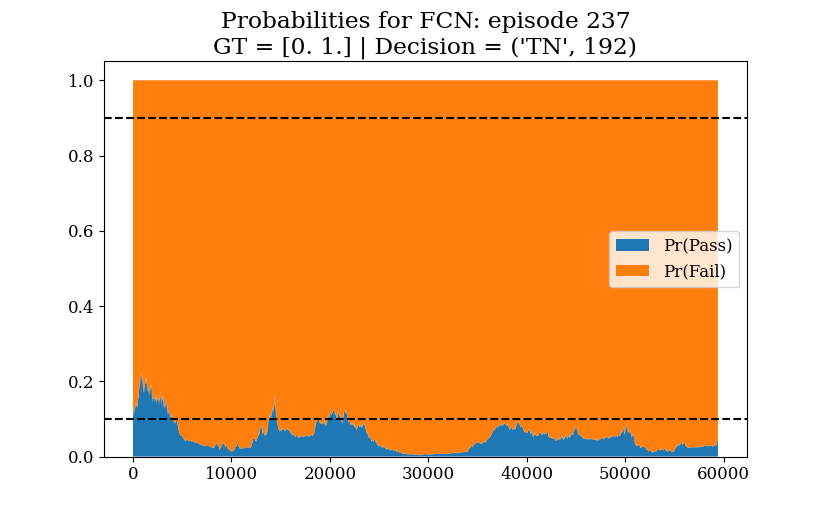 Probabilities for FCN: episode 237
GT = [0. 1.] | Decision = ('TN', 192)
1.0
0.8
0.6
0.4
0.2
0.0
Pr(Pass)
Pr(Fail)
0 10000 20000 30000 40000 50000 60000